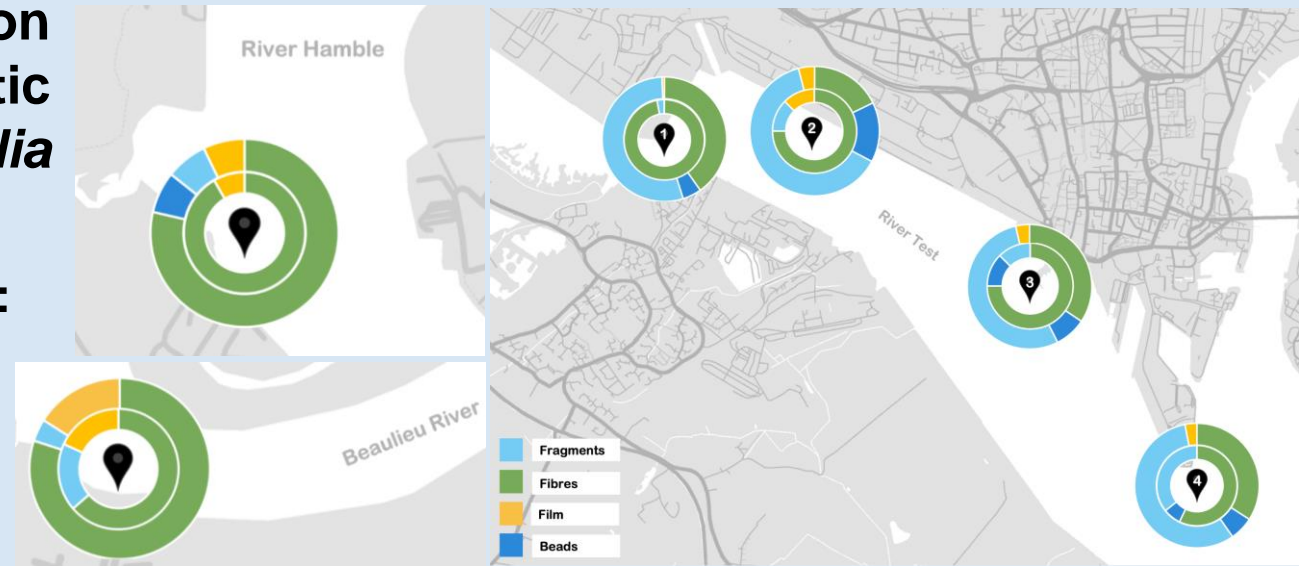 on
tic
lia
:
River Hamble
Beaulieu River
1
2
River Test
3
4
Fragments
Fibres
Film
Beads